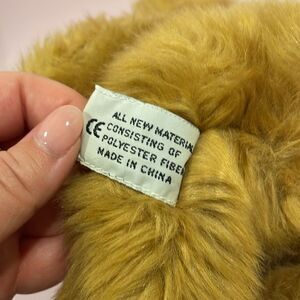 ALL NEW MATERIAL
CE CONSISTING OF
POLYESTER FIBER
MADE IN CHINA